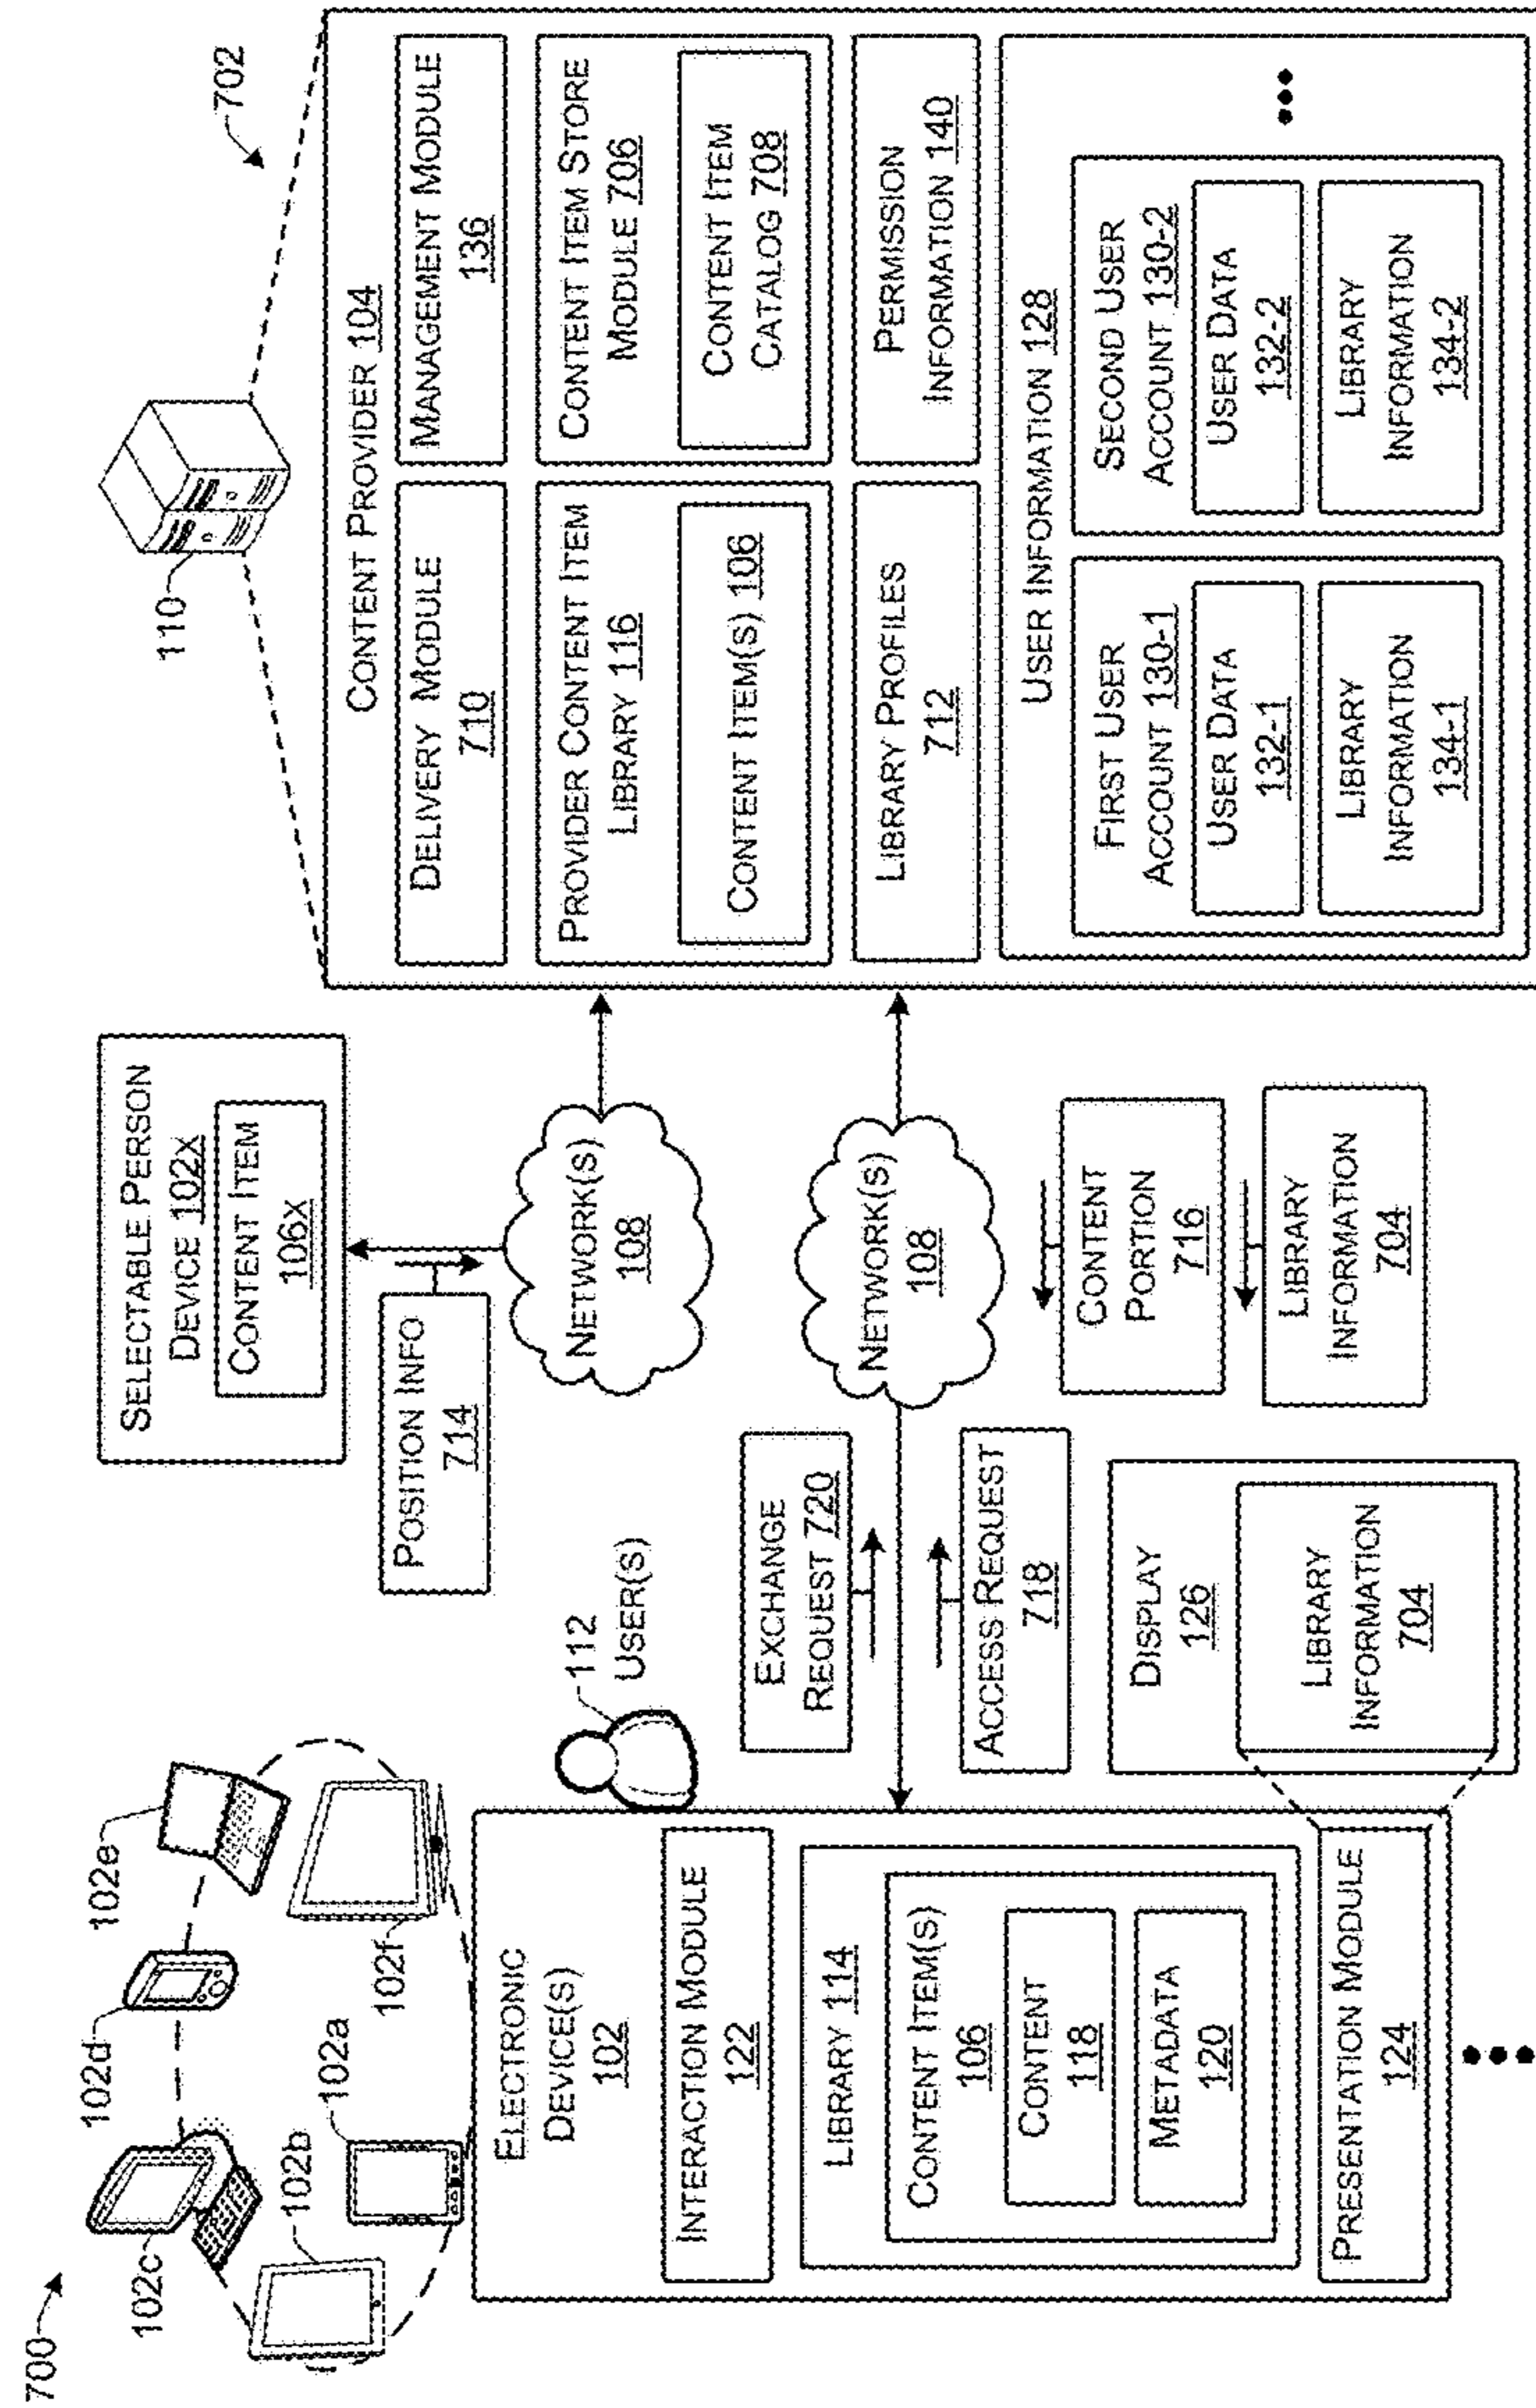 700
102c
102b
102d
102a
102e
102f
ELECTRONIC
DEVICE(S)
102
INTERACTION MODULE
122
LIBRARY 114
CONTENT ITEM(S)
106
CONTENT
118
METADATA
120
PRESENTATION MODULE
124
112
USER(S)
EXCHANGE
REQUEST 720
ACCESS REQUEST
718
DISPLAY
126
LIBRARY
INFORMATION
704
SELECTABLE PERSON
DEVICE 102X
CONTENT ITEM
106X
POSITION INFO
714
NETWORK(S)
108
NETWORK(S)
108
CONTENT
PORTION
716
LIBRARY
INFORMATION
704
110
702
CONTENT PROVIDER 104
DELIVERY MODULE
710
MANAGEMENT MODULE
136
PROVIDER CONTENT ITEM
LIBRARY 116
CONTENT ITEM(S) 106
CONTENT ITEM STORE
MODULE 706
CONTENT ITEM
CATALOG 708
LIBRARY PROFILES
712
PERMISSION
INFORMATION 140
USER INFORMATION 128
FIRST USER
ACCOUNT 130-1
USER DATA
132-1
LIBRARY
INFORMATION
134-1
SECOND USER
ACCOUNT 130-2
USER DATA
132-2
LIBRARY
INFORMATION
134-2